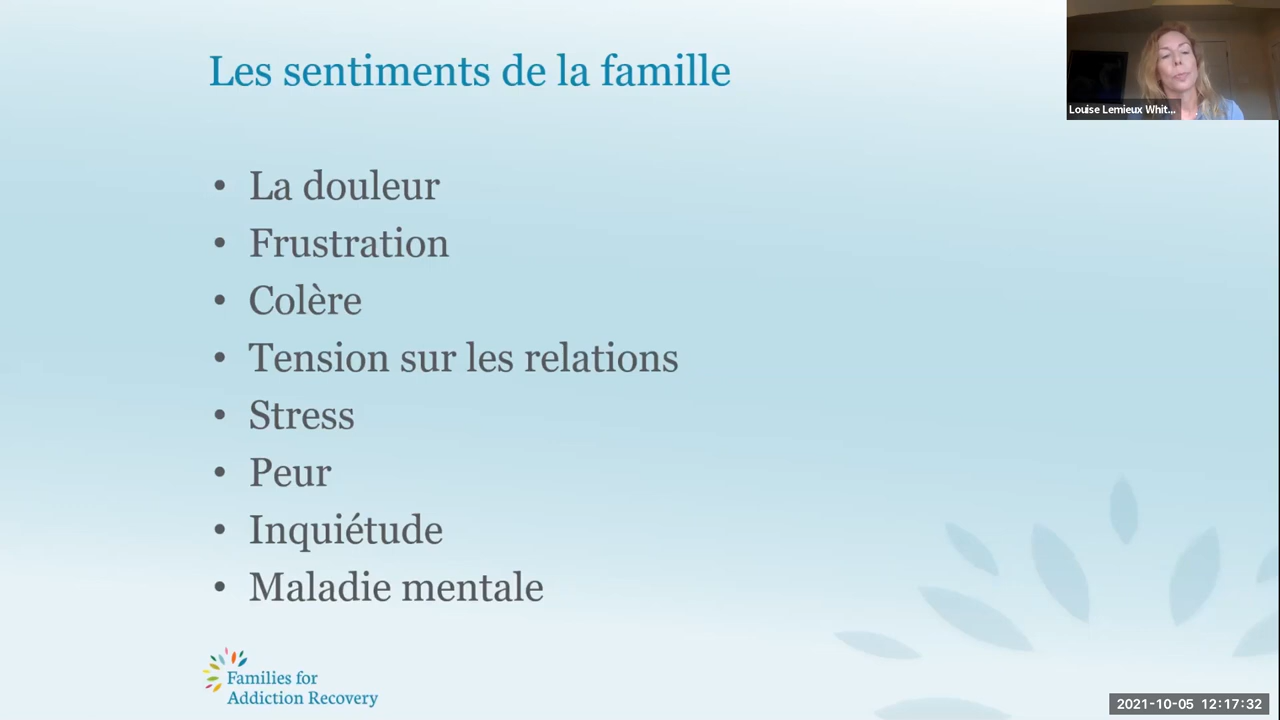 Les sentiments de la famille
Louise Lemieux Whit...
• La douleur
• Frustration
• Colère
• Tension sur les relations
• Stress
• Peur
• Inquiétude
• Maladie mentale
Families for
Addiction Recovery
2021-10-05 12:17:32